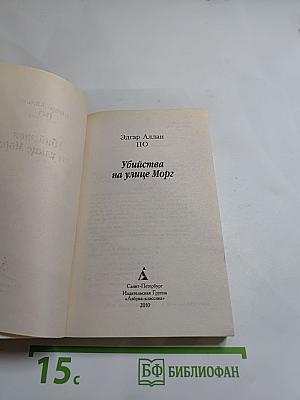 Эдгар Аллан
ПО
Убийства
на улице Морг
А
Санкт-Петербург
Издательская Группа
«Азбука-классика»
2010
15с
БФ БИБЛИОФАН